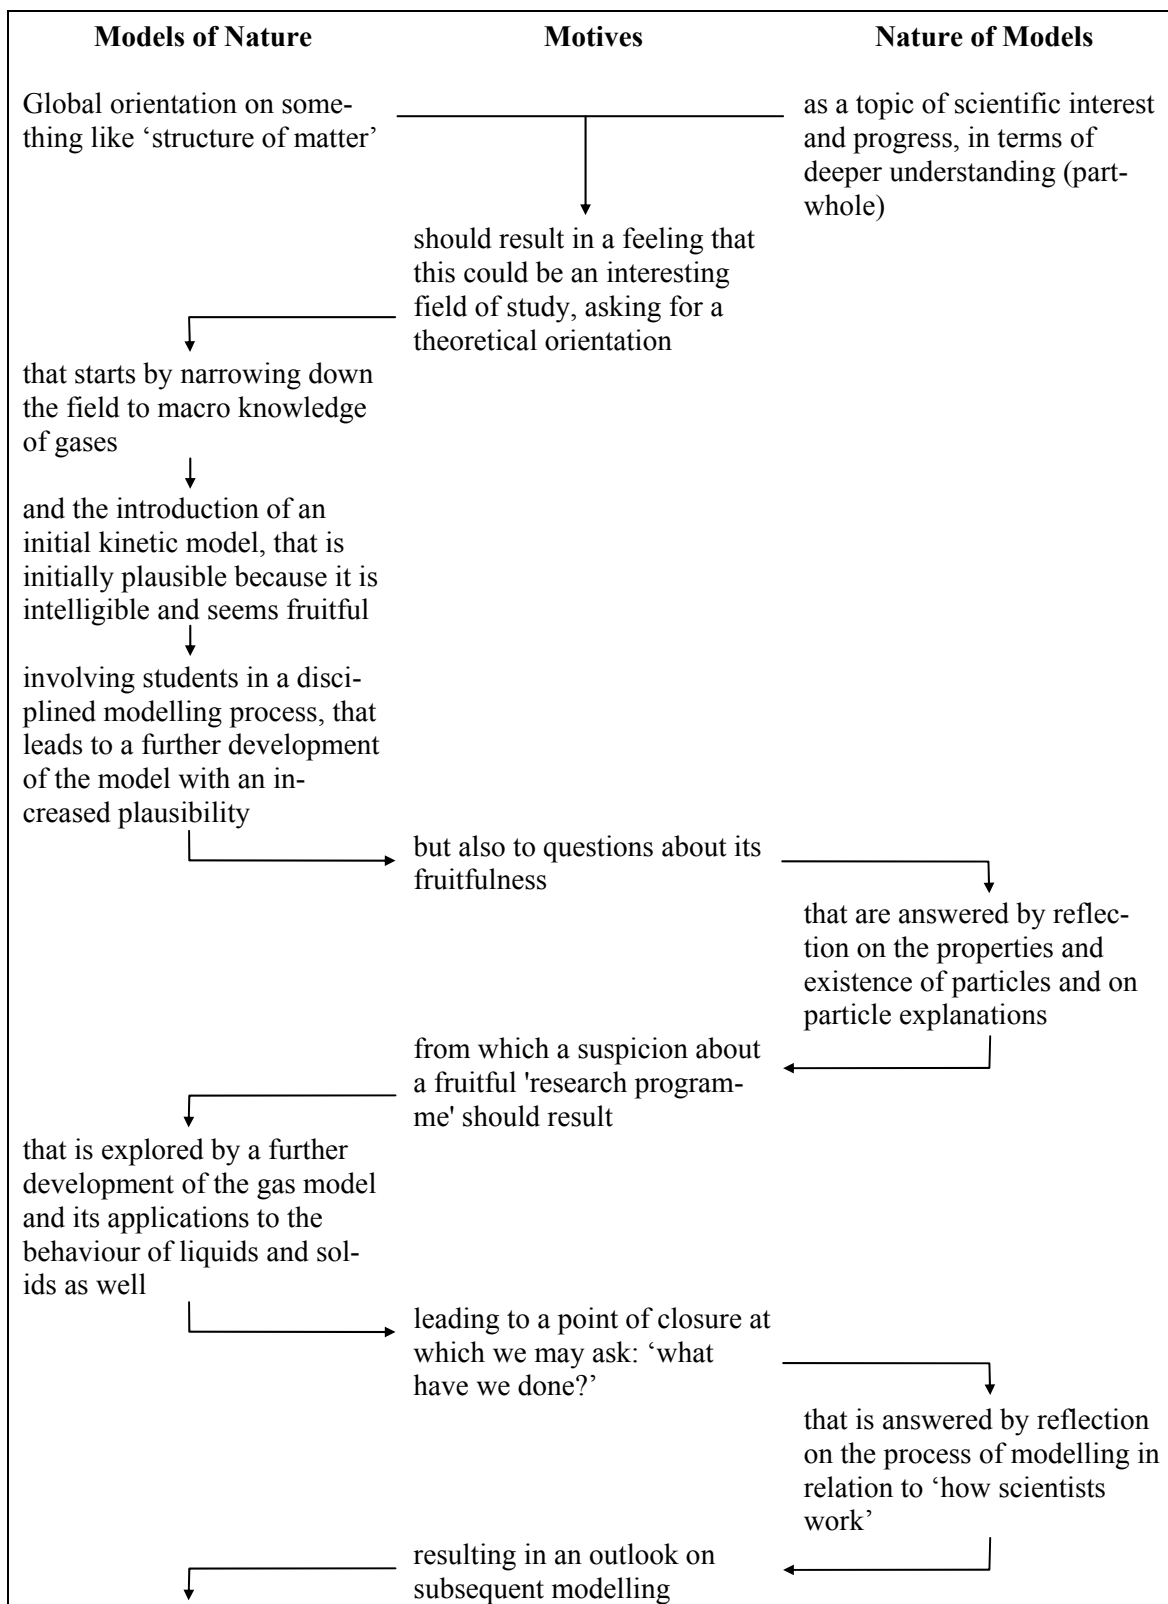 Models of Nature
Motives
Nature of Models
Global orientation on some-
thing like ‘structure of matter’
as a topic of scientific interest
and progress, in terms of
deeper understanding (part-
whole)
should result in a feeling that
this could be an interesting
field of study, asking for a
theoretical orientation
that starts by narrowing down
the field to macro knowledge
of gases
and the introduction of an
initial kinetic model, that is
initially plausible because it is
intelligible and seems fruitful
involving students in a disci-
plined modelling process, that
leads to a further development
of the model with an in-
creased plausibility
but also to questions about its
fruitfulness
that are answered by reflec-
tion on the properties and
existence of particles and on
particle explanations
from which a suspicion about
a fruitful 'research program-
me' should result
that is explored by a further
development of the gas model
and its applications to the
behaviour of liquids and sol-
ids as well
leading to a point of closure at
which we may ask: ‘what
have we done?’
that is answered by reflection
on the process of modelling in
relation to ‘how scientists
work’
resulting in an outlook on
subsequent modelling